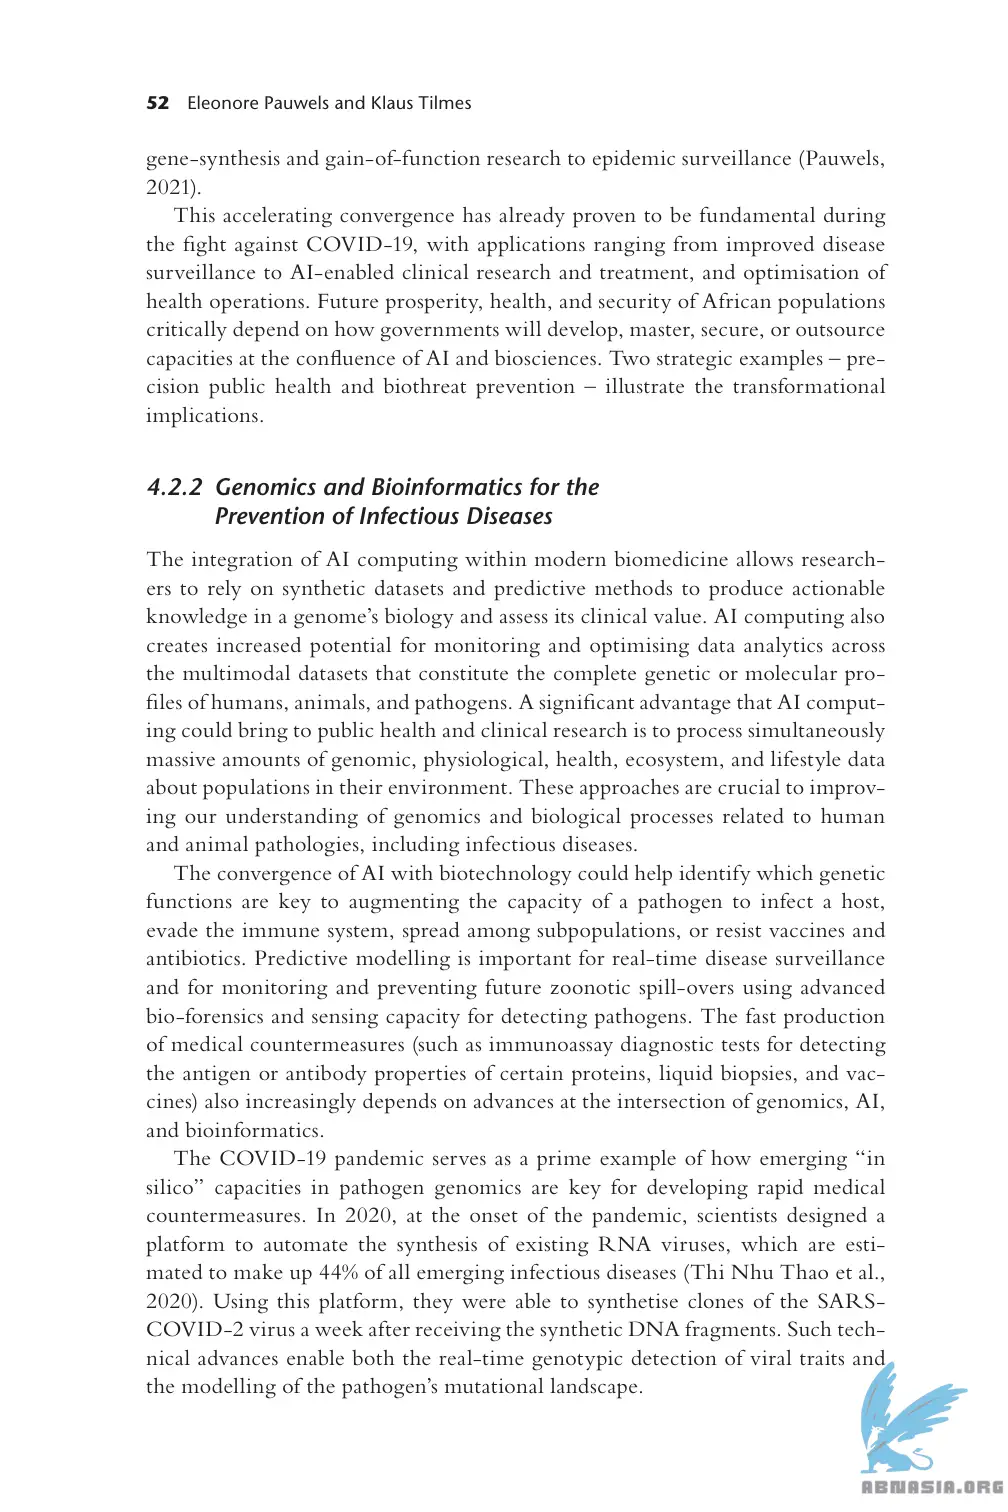 52 Eleonore Pauwels and Klaus Tilmes
gene-synthesis and gain-of-function research to epidemic surveillance (Pauwels,
2021).
This accelerating convergence has already proven to be fundamental during
the fight against COVID-19, with applications ranging from improved disease
surveillance to AI-enabled clinical research and treatment, and optimisation of
health operations. Future prosperity, health, and security of African populations
critically depend on how governments will develop, master, secure, or outsource
capacities at the confluence of AI and biosciences. Two strategic examples – pre-
cision public health and biothreat prevention – illustrate the transformational
implications.
4.2.2 Genomics and Bioinformatics for the
Prevention of Infectious Diseases
The integration of AI computing within modern biomedicine allows research-
ers to rely on synthetic datasets and predictive methods to produce actionable
knowledge in a genome’s biology and assess its clinical value. AI computing also
creates increased potential for monitoring and optimising data analytics across
the multimodal datasets that constitute the complete genetic or molecular pro-
files of humans, animals, and pathogens. A significant advantage that AI comput-
ing could bring to public health and clinical research is to process simultaneously
massive amounts of genomic, physiological, health, ecosystem, and lifestyle data
about populations in their environment. These approaches are crucial to improv-
ing our understanding of genomics and biological processes related to human
and animal pathologies, including infectious diseases.
The convergence of AI with biotechnology could help identify which genetic
functions are key to augmenting the capacity of a pathogen to infect a host,
evade the immune system, spread among subpopulations, or resist vaccines and
antibiotics. Predictive modelling is important for real-time disease surveillance
and for monitoring and preventing future zoonotic spill-overs using advanced
bio-forensics and sensing capacity for detecting pathogens. The fast production
of medical countermeasures (such as immunoassay diagnostic tests for detecting
the antigen or antibody properties of certain proteins, liquid biopsies, and vac-
cines) also increasingly depends on advances at the intersection of genomics, AI,
and bioinformatics.
The COVID-19 pandemic serves as a prime example of how emerging “in
silico” capacities in pathogen genomics are key for developing rapid medical
countermeasures. In 2020, at the onset of the pandemic, scientists designed a
platform to automate the synthesis of existing RNA viruses, which are esti-
mated to make up 44% of all emerging infectious diseases (Thi Nhu Thao et al.,
2020). Using this platform, they were able to synthetise clones of the SARS-
COVID-2 virus a week after receiving the synthetic DNA fragments. Such tech-
nical advances enable both the real-time genotypic detection of viral traits and
the modelling of the pathogen’s mutational landscape.
ABNASIA.ORG